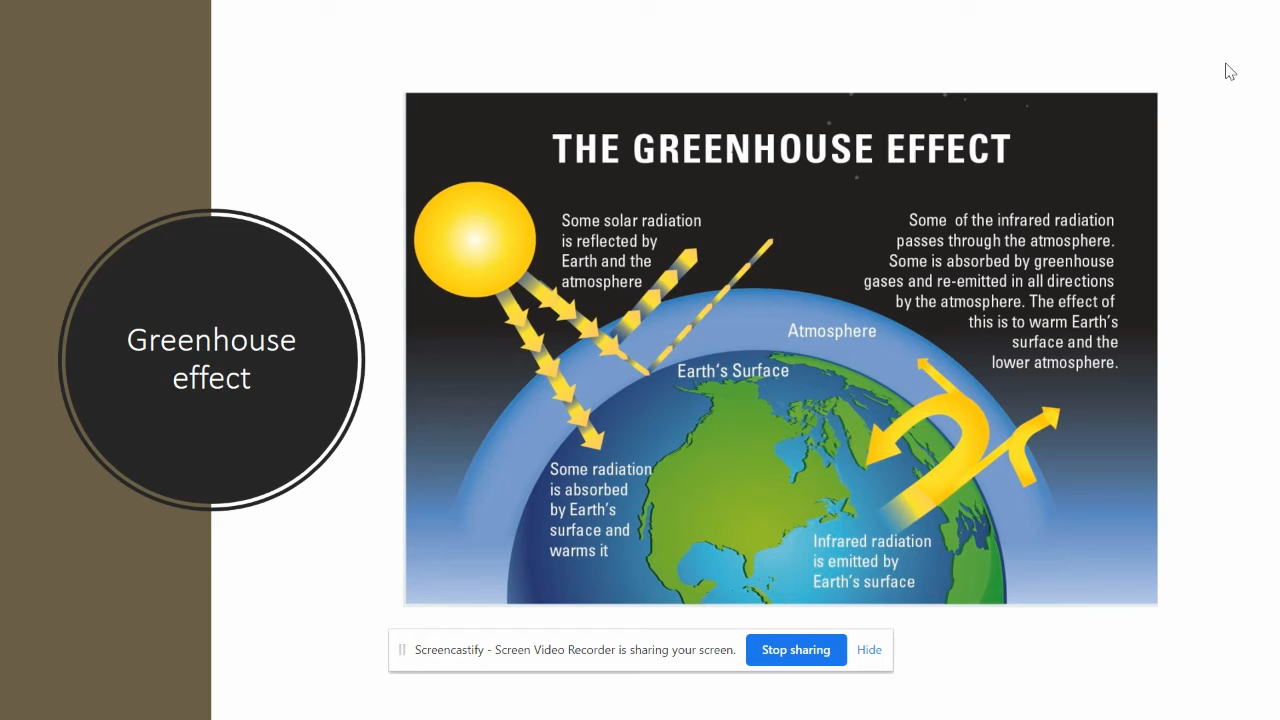 Greenhouse
effect
THE GREENHOUSE EFFECT
Some solar radiation
is reflected by
Earth and the
atmosphere
Some of the infrared radiation
passes through the atmosphere.
Some is absorbed by greenhouse
gases and re-emitted in all directions
by the atmosphere. The effect of
this is to warm Earth's
surface and the
lower atmosphere.
Atmosphere
Earth's Surface
Some radiation
is absorbed
by Earth's
surface and
warms it
Infrared radiation
is emitted by
Earth's surface
Screencastify - Screen Video Recorder is sharing your screen.
Stop sharing
Hide